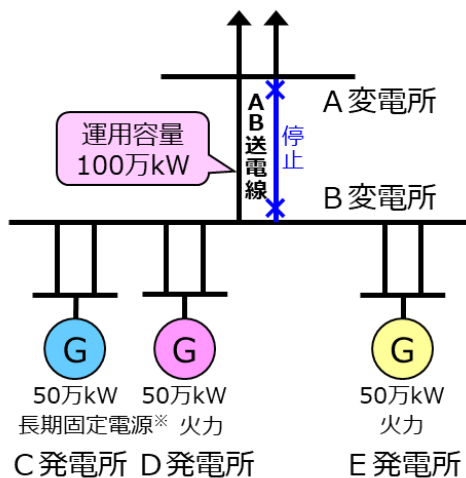 A変電所
AB送電線
停止
運用容量
100万kW
B変電所
G
G
G
50万kW
50万kW
50万kW
長期固定電源※
火力
火力
C発電所
D発電所
E発電所